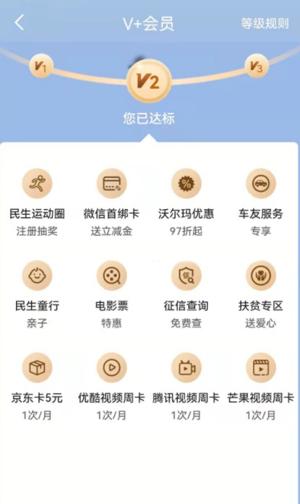 V+会员
等级规则
V1
V2
V3
您已达标
民生运动圈
微信首绑卡
沃尔玛优惠
车友服务
注册抽奖
送立减金
97折起
专享
民生童行
电影票
征信查询
扶贫专区
亲子
特惠
免费查
送爱心
京东卡5元
优酷视频周卡
腾讯视频周卡
芒果视频周卡
1次/月
1次/月
1次/月
1次/月